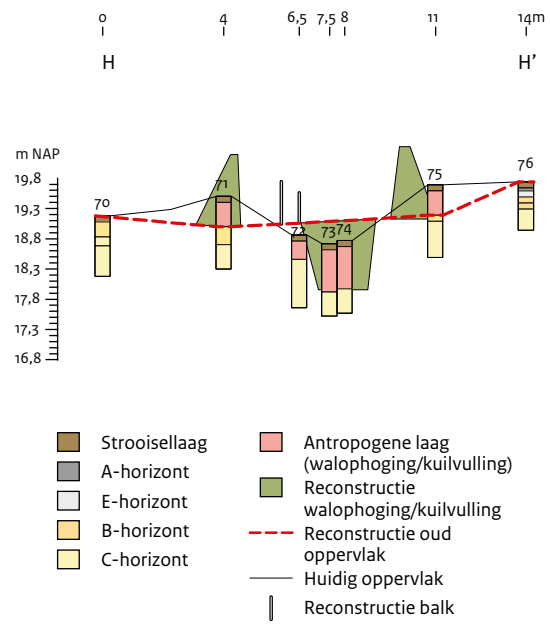 0 4 6,5 7,5 8 11 14m
H H’
m NAP
19,8
19,3
18,8
18,3
17,8
17,3
16,8
70 71 72 73 74 75 76
Strooisellaag
A-horizont
E-horizont
B-horizont
C-horizont
Antropogene laag
(walophoging/kuilvulling)
Reconstructie
walophoging/kuilvulling
Reconstructie oud
oppervlak
Huidig oppervlak
Reconstructie balk